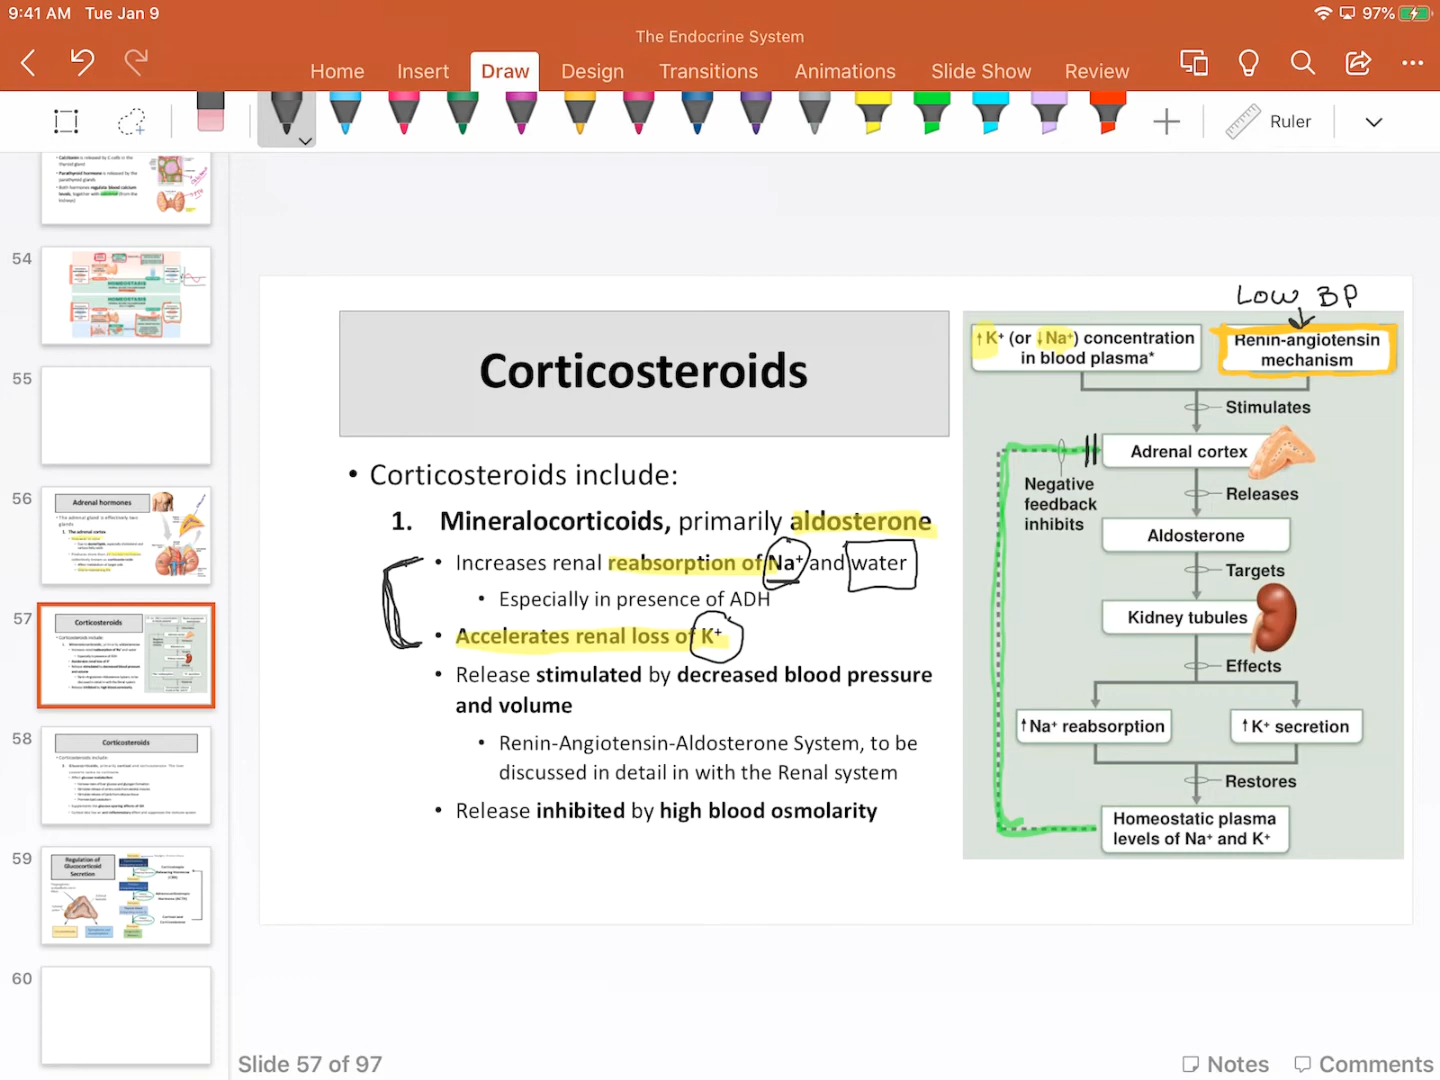 9:41 AM Tue Jan 9
97%
The Endocrine System
Home Insert Draw Design Transitions Animations Slide Show Review
Ruler
54
55
56
Adrenal hormones
57
Corticosteroids
58
Corticosteroids
59
Regulation of
Glucocorticoid
Secretion
60
Corticosteroids
• Corticosteroids include:
1. Mineralocorticoids, primarily aldosterone
• Increases renal reabsorption of Na⁺ and water
• Especially in presence of ADH
• Accelerates renal loss of K⁺
• Release stimulated by decreased blood pressure
and volume
• Renin-Angiotensin-Aldosterone System, to be
discussed in detail in with the Renal system
• Release inhibited by high blood osmolarity
Low BP
↑K⁺ (or ↓Na⁺) concentration
in blood plasma*
Renin-angiotensin
mechanism
Stimulates
Adrenal cortex
Negative
feedback
inhibits
Releases
Aldosterone
Targets
Kidney tubules
Effects
↑Na⁺ reabsorption
↑K⁺ secretion
Restores
Homeostatic plasma
levels of Na⁺ and K⁺
Slide 57 of 97
Notes
Comments